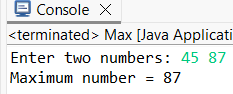 Console
<terminated> Max [Java Applicati
Enter two numbers: 45 87
Maximum number = 87